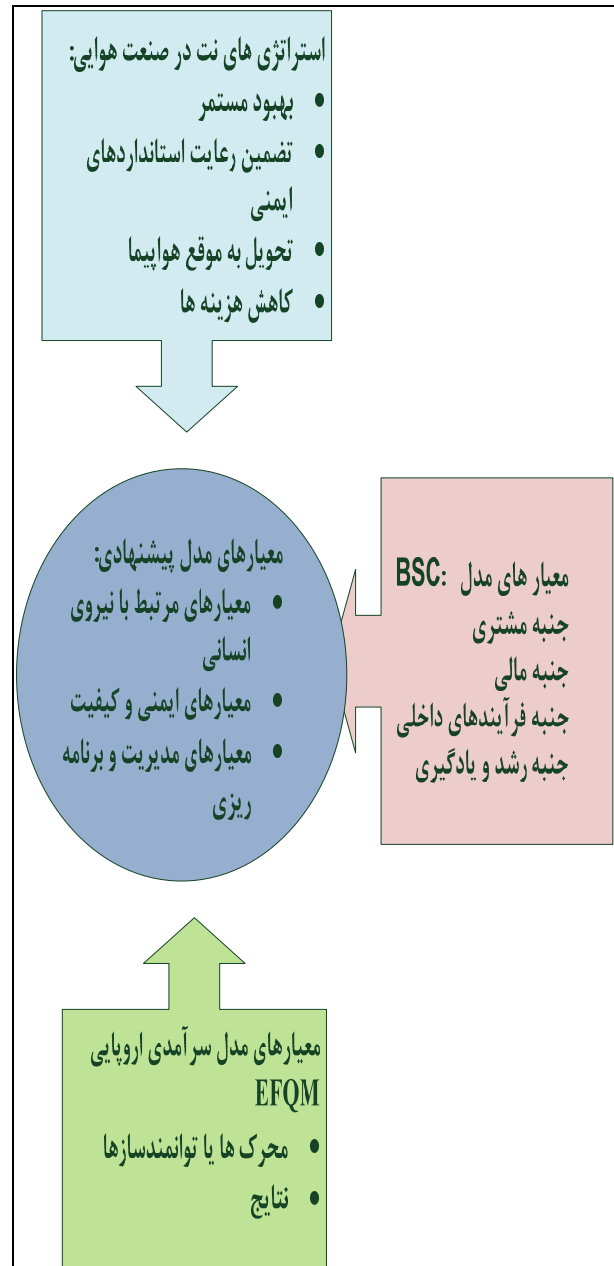 استراتژی های نت در صنعت هوایی:
• بهبود مستمر
• تضمین رعایت استانداردهای
ایمنی
• تحویل به موقع هواپیما
• کاهش هزینه ها
معیارهای مدل پیشنهادی:
• معیارهای مرتبط با نیروی
انسانی
• معیارهای ایمنی و کیفیت
• معیارهای مدیریت و برنامه
ریزی
معیار های مدل BSC:
جنبه مشتری
جنبه مالی
جنبه فرآیندهای داخلی
جنبه رشد و یادگیری
معیارهای مدل سرآمدی اروپایی
EFQM
• محرک ها یا توانمندسازها
• نتایج